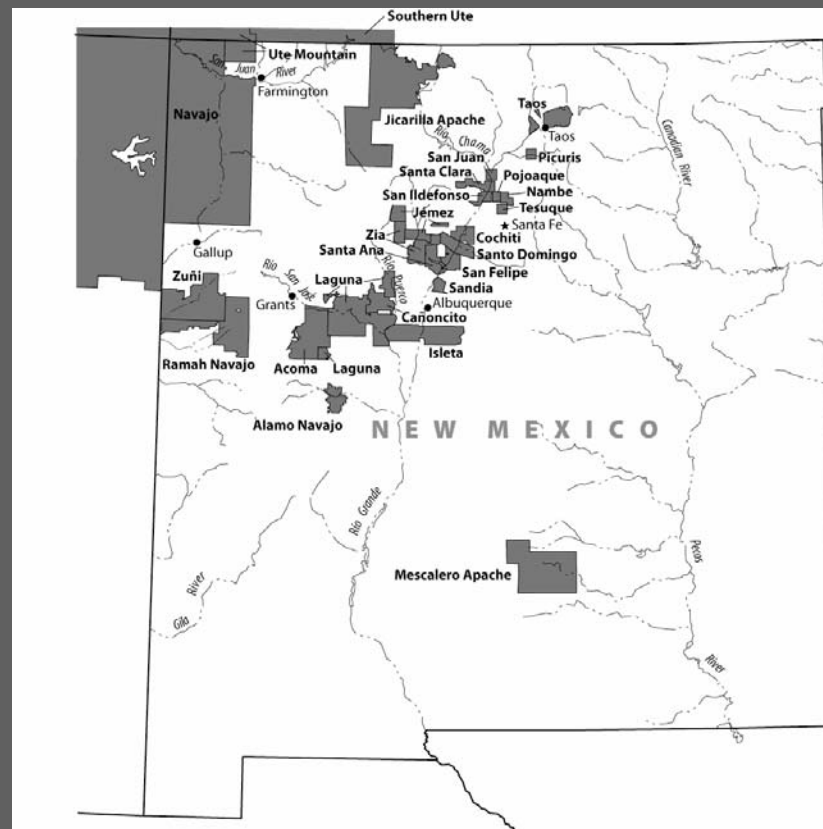 Southern Ute
Ute Mountain
San Juan River
Farmington
Navajo
Taos
Taos
Jicarilla Apache
Rio Chama
Canadian River
Picuris
San Juan
Santa Clara
Pojoaque
San Ildefonso
Nambe
Tesuque
Jémez
Santa Fe
Zia
Cochiti
Gallup
Santa Ana
Santo Domingo
Zuñi
Rio San José
Laguna
Rio Puerco
San Felipe
Sandia
Grants
Albuquerque
Cañoncito
Isleta
Ramah Navajo
Acoma
Laguna
Alamo Navajo
NEW MEXICO
Rio Grande
Mescalero Apache
Pecos River
Gila River